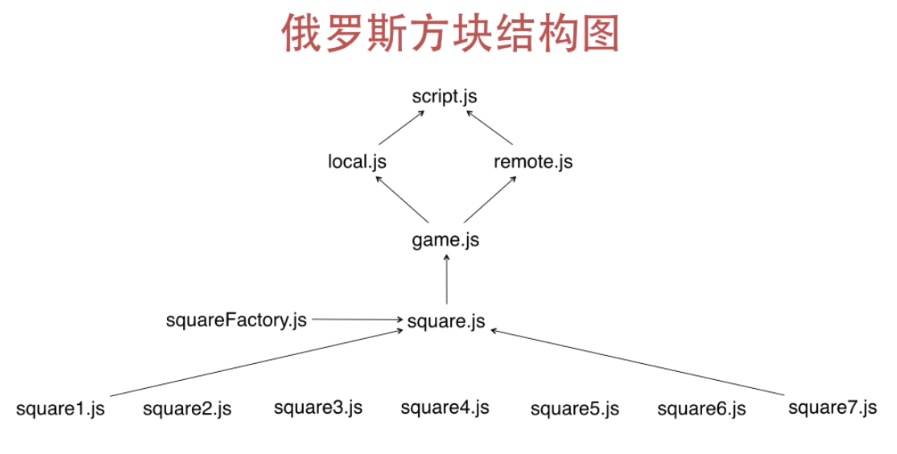 俄罗斯方块结构图
script.js
local.js remote.js
game.js
squareFactory.js square.js
square1.js square2.js square3.js square4.js square5.js square6.js square7.js